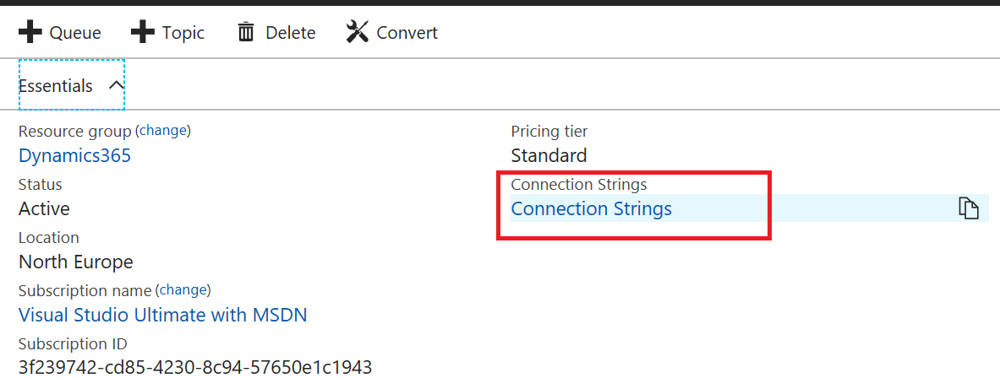 Queue Topic Delete Convert
Essentials
Resource group (change)
Dynamics365
Status
Active
Location
North Europe
Subscription name (change)
Visual Studio Ultimate with MSDN
Subscription ID
3f239742-cd85-4230-8c94-57650e1c1943
Pricing tier
Standard
Connection Strings
Connection Strings